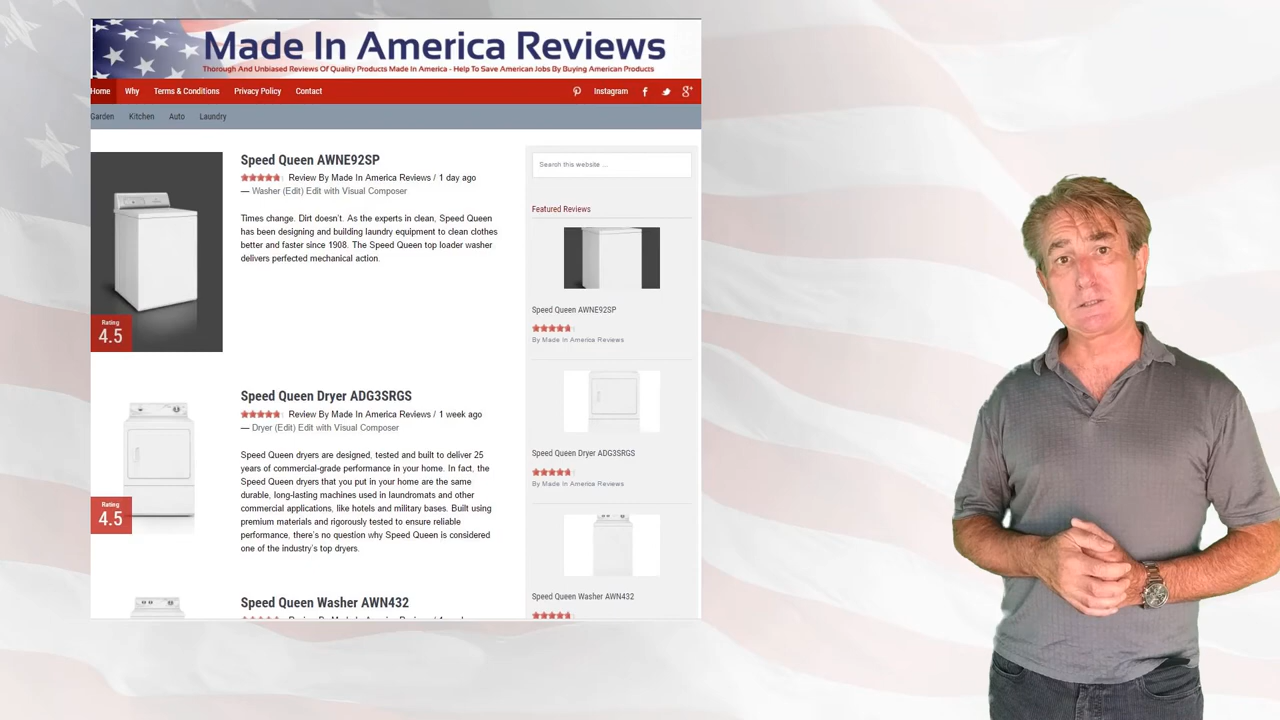 Made In America Reviews
Thorough And Unbiased Reviews Of Quality Products Made In America - Help To Save American Jobs By Buying American Products
Home Why Terms & Conditions Privacy Policy Contact Instagram
Garden Kitchen Auto Laundry
Speed Queen AWNE92SP
Review By Made In America Reviews / 1 day ago
— Washer (Edit) Edit with Visual Composer
Times change. Dirt doesn't. As the experts in clean, Speed Queen
has been designing and building laundry equipment to clean clothes
better and faster since 1908. The Speed Queen top loader washer
delivers perfected mechanical action.
Rating
4.5
Speed Queen Dryer ADG3SRGS
Review By Made In America Reviews / 1 week ago
— Dryer (Edit) Edit with Visual Composer
Speed Queen dryers are designed, tested and built to deliver 25
years of commercial-grade performance in your home. In fact, the
Speed Queen dryers that you put in your home are the same
durable, long-lasting machines used in laundromats and other
commercial applications, like hotels and military bases. Built using
premium materials and rigorously tested to ensure reliable
performance, there's no question why Speed Queen is considered
one of the industry's top dryers.
Rating
4.5
Speed Queen Washer AWN432
Search this website ...
Featured Reviews
Speed Queen AWNE92SP
By Made In America Reviews
Speed Queen Dryer ADG3SRGS
By Made In America Reviews
Speed Queen Washer AWN432